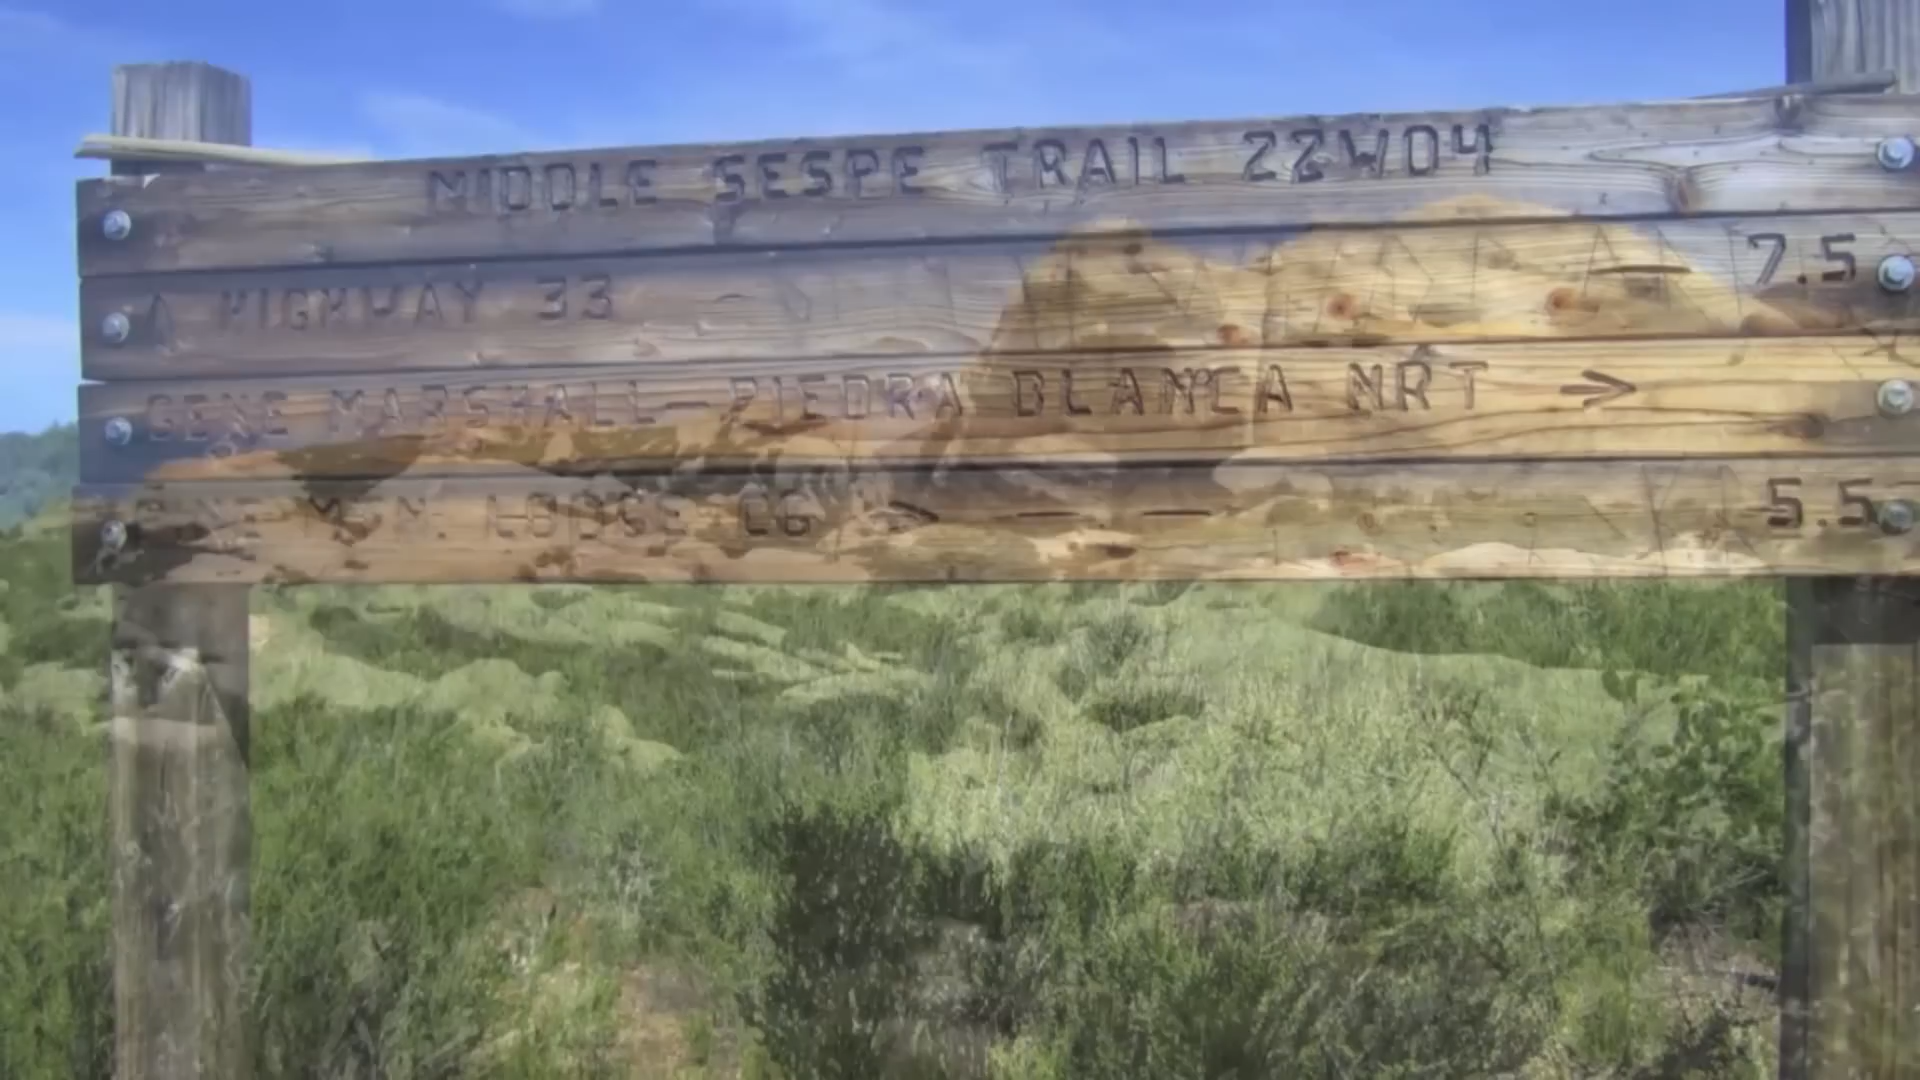 MIDDLE SESPE TRAIL 22W04
HIGHWAY 33 — 7.5
GENE MARSHALL—PIEDRA BLANCA NRT →
LODGE CG → — — 5.5